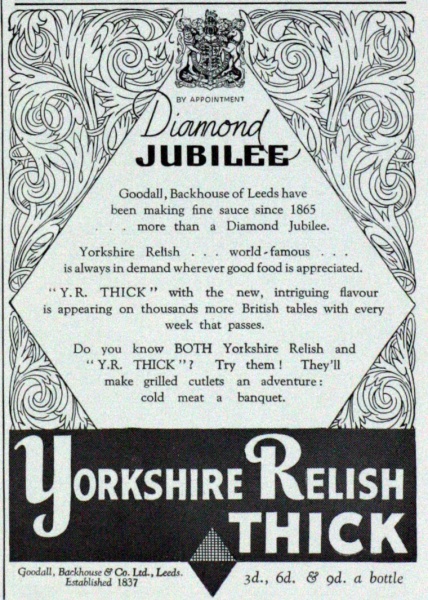 BY APPOINTMENT
Diamond
JUBILEE
Goodall, Backhouse of Leeds have
been making fine sauce since 1865
. . . more than a Diamond Jubilee.
Yorkshire Relish . . . world-famous . . .
is always in demand wherever good food is appreciated.
"Y.R. THICK" with the new, intriguing flavour
is appearing on thousands more British tables with every
week that passes.
Do you know BOTH Yorkshire Relish and
"Y.R. THICK"? Try them! They'll
make grilled cutlets an adventure:
cold meat a banquet.
YORKSHIRE RELISH
THICK
Goodall, Backhouse & Co. Ltd., Leeds.
Established 1837
3d., 6d. & 9d. a bottle